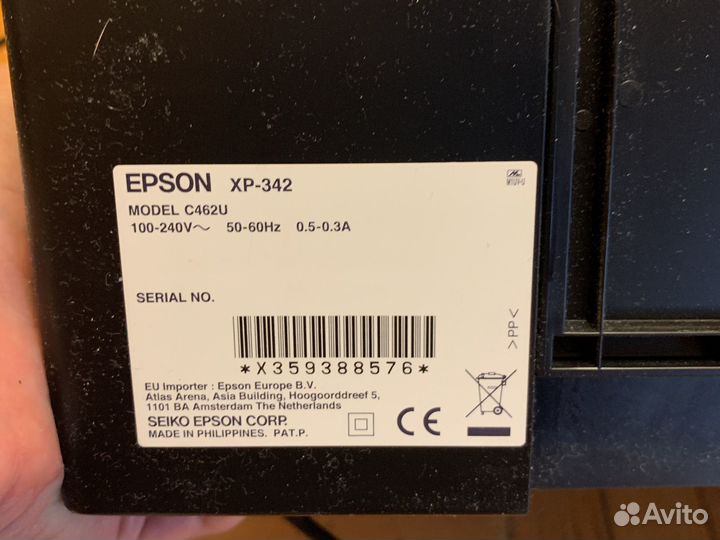 EPSON XP-342
MODEL C462U
100-240V~ 50-60Hz 0.5-0.3A
SERIAL NO.
*X359388576*
EU Importer : Epson Europe B.V.
Atlas Arena, Asia Building, Hoogoorddreef 5,
1101 BA Amsterdam The Netherlands
SEIKO EPSON CORP.
MADE IN PHILIPPINES. PAT.P.
CE
>PP<
Avito